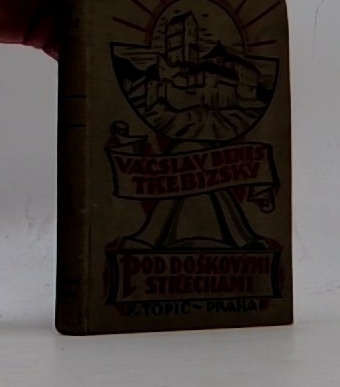 VÁCSLAV BENEŠ
TŘEBÍZSKÝ
POD DOŠKOVÝMI
STŘECHAMI
F. TOPIČ ~ PRAHA